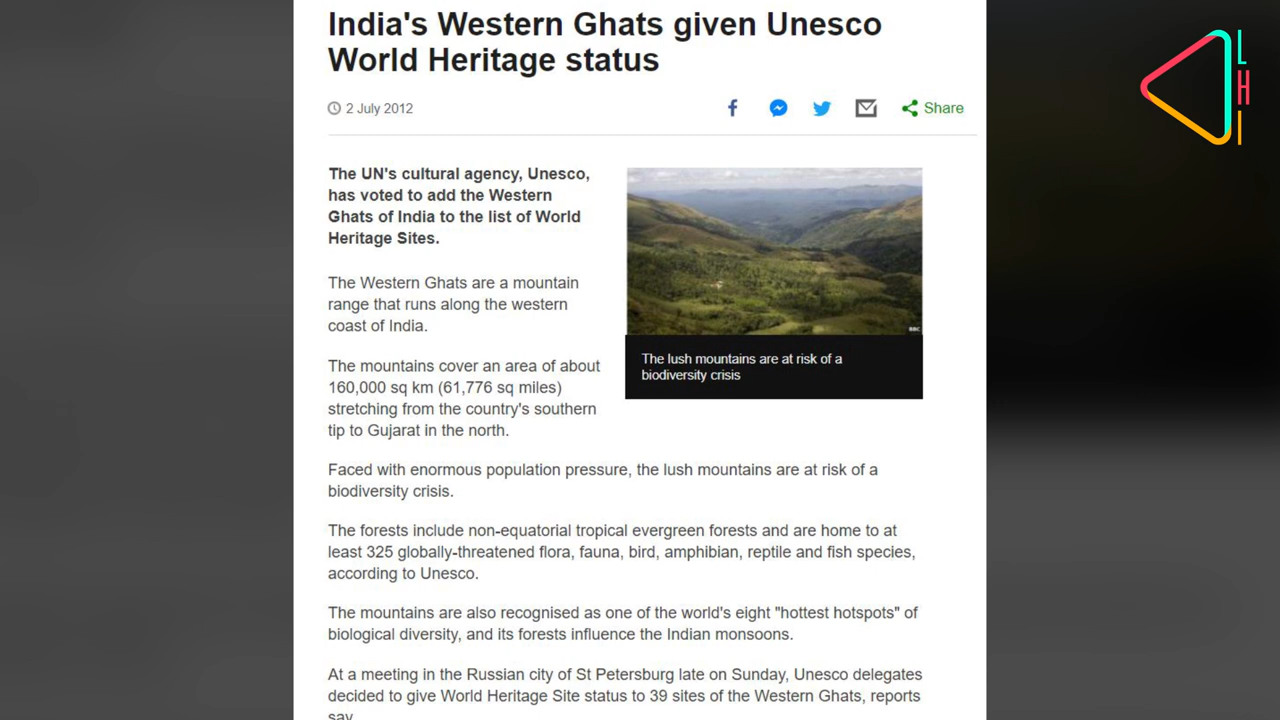 India's Western Ghats given Unesco
World Heritage status
2 July 2012
Share
The UN's cultural agency, Unesco,
has voted to add the Western
Ghats of India to the list of World
Heritage Sites.
The Western Ghats are a mountain
range that runs along the western
coast of India.
The mountains cover an area of about
160,000 sq km (61,776 sq miles)
stretching from the country's southern
tip to Gujarat in the north.
BBC
The lush mountains are at risk of a
biodiversity crisis
Faced with enormous population pressure, the lush mountains are at risk of a
biodiversity crisis.
The forests include non-equatorial tropical evergreen forests and are home to at
least 325 globally-threatened flora, fauna, bird, amphibian, reptile and fish species,
according to Unesco.
The mountains are also recognised as one of the world's eight "hottest hotspots" of
biological diversity, and its forests influence the Indian monsoons.
At a meeting in the Russian city of St Petersburg late on Sunday, Unesco delegates
decided to give World Heritage Site status to 39 sites of the Western Ghats, reports
say
LHI